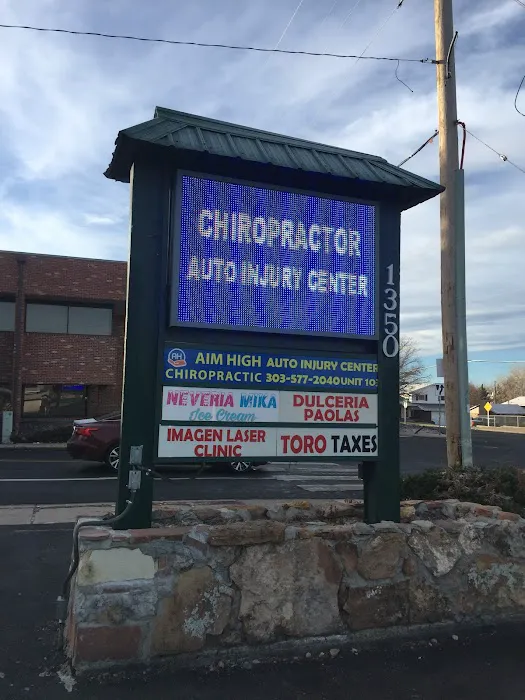 CHIROPRACTOR
AUTO INJURY CENTER
1350
AH
AIM HIGH AUTO INJURY CENTER
CHIROPRACTIC 303-577-2040 UNIT 103
NEVERIA MIKA
Ice Cream
DULCERIA
PAOLAS
IMAGEN LASER
CLINIC
TORO TAXES